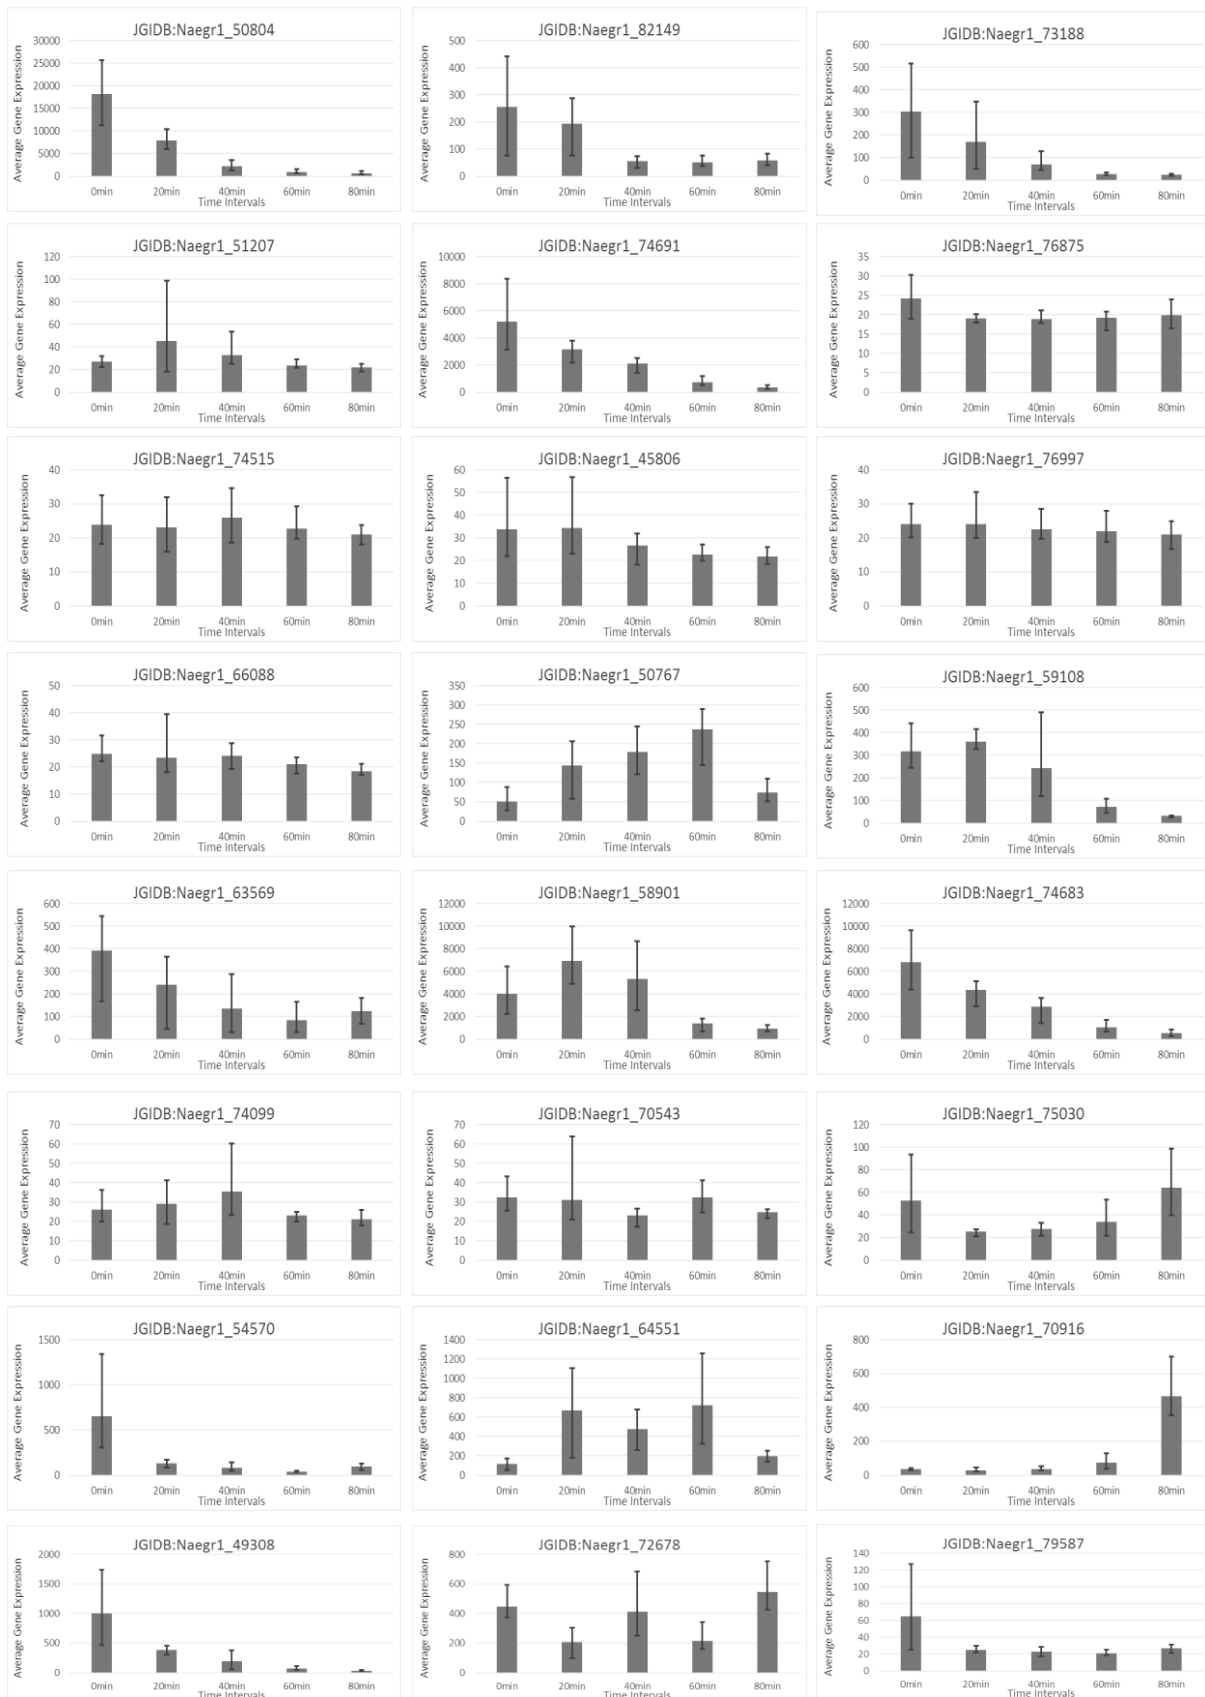 JGIDB:Naegr1_50804
Average Gene Expression
30000
25000
20000
15000
10000
5000
0
0min 20min 40min 60min 80min
Time Intervals
JGIDB:Naegr1_82149
Average Gene Expression
500
400
300
200
100
0
0min 20min 40min 60min 80min
Time Intervals
JGIDB:Naegr1_73188
Average Gene Expression
600
500
400
300
200
100
0
0min 20min 40min 60min 80min
Time Intervals
JGIDB:Naegr1_51207
Average Gene Expression
120
100
80
60
40
20
0
0min 20min 40min 60min 80min
Time Intervals
JGIDB:Naegr1_74691
Average Gene Expression
10000
8000
6000
4000
2000
0
0min 20min 40min 60min 80min
Time Intervals
JGIDB:Naegr1_76875
Average Gene Expression
35
30
25
20
15
10
5
0
0min 20min 40min 60min 80min
Time Intervals
JGIDB:Naegr1_74515
Average Gene Expression
40
30
20
10
0
0min 20min 40min 60min 80min
Time Intervals
JGIDB:Naegr1_45806
Average Gene Expression
60
50
40
30
20
10
0
0min 20min 40min 60min 80min
Time Intervals
JGIDB:Naegr1_76997
Average Gene Expression
40
30
20
10
0
0min 20min 40min 60min 80min
Time Intervals
JGIDB:Naegr1_66088
Average Gene Expression
50
40
30
20
10
0
0min 20min 40min 60min 80min
Time Intervals
JGIDB:Naegr1_50767
Average Gene Expression
350
300
250
200
150
100
50
0
0min 20min 40min 60min 80min
Time Intervals
JGIDB:Naegr1_59108
Average Gene Expression
600
500
400
300
200
100
0
0min 20min 40min 60min 80min
Time Intervals
JGIDB:Naegr1_63569
Average Gene Expression
600
500
400
300
200
100
0
0min 20min 40min 60min 80min
Time Intervals
JGIDB:Naegr1_58901
Average Gene Expression
12000
10000
8000
6000
4000
2000
0
0min 20min 40min 60min 80min
Time Intervals
JGIDB:Naegr1_74683
Average Gene Expression
12000
10000
8000
6000
4000
2000
0
0min 20min 40min 60min 80min
Time Intervals
JGIDB:Naegr1_74099
Average Gene Expression
70
60
50
40
30
20
10
0
0min 20min 40min 60min 80min
Time Intervals
JGIDB:Naegr1_70543
Average Gene Expression
70
60
50
40
30
20
10
0
0min 20min 40min 60min 80min
Time Intervals
JGIDB:Naegr1_75030
Average Gene Expression
120
100
80
60
40
20
0
0min 20min 40min 60min 80min
Time Intervals
JGIDB:Naegr1_54570
Average Gene Expression
1500
1000
500
0
0min 20min 40min 60min 80min
Time Intervals
JGIDB:Naegr1_64551
Average Gene Expression
1400
1200
1000
800
600
400
200
0
0min 20min 40min 60min 80min
Time Intervals
JGIDB:Naegr1_70916
Average Gene Expression
800
600
400
200
0
0min 20min 40min 60min 80min
Time Intervals
JGIDB:Naegr1_49308
Average Gene Expression
2000
1500
1000
500
0
0min 20min 40min 60min 80min
JGIDB:Naegr1_72678
Average Gene Expression
800
600
400
200
0
0min 20min 40min 60min 80min
JGIDB:Naegr1_79587
Average Gene Expression
140
120
100
80
60
40
20
0
0min 20min 40min 60min 80min